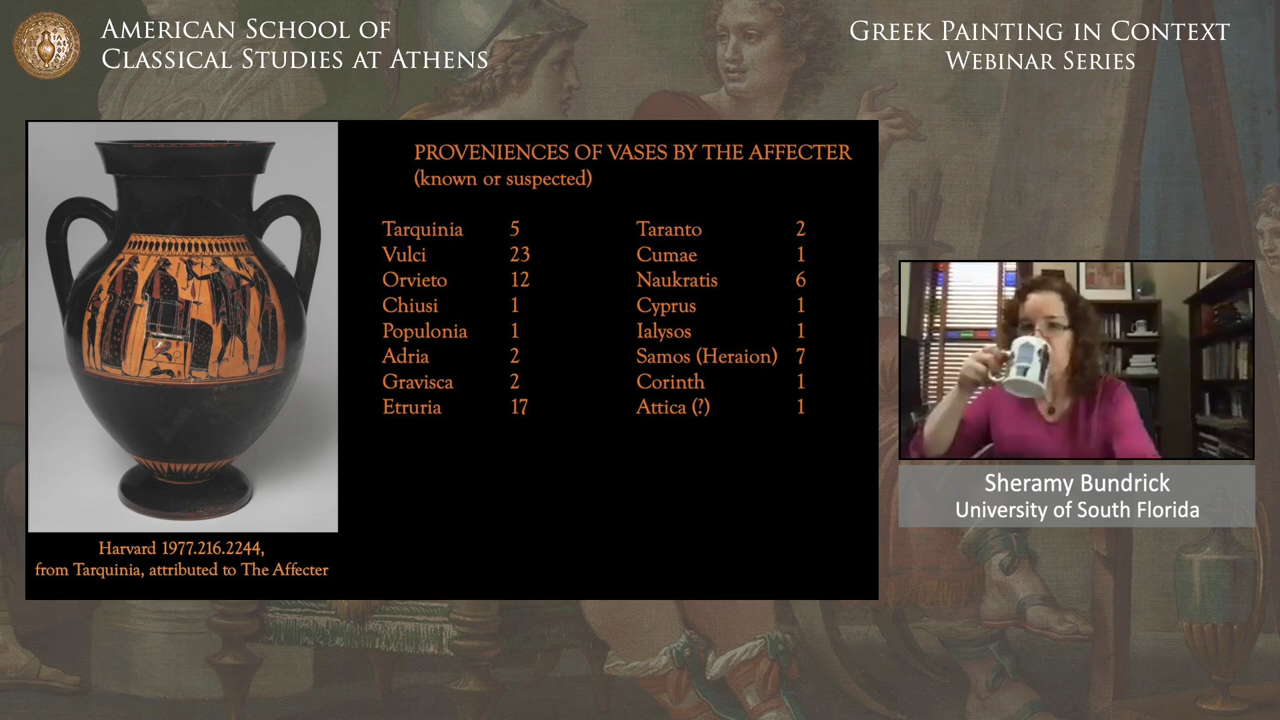 AMERICAN SCHOOL OF
CLASSICAL STUDIES AT ATHENS
GREEK PAINTING IN CONTEXT
WEBINAR SERIES
PROVENIENCES OF VASES BY THE AFFECTER
(known or suspected)
Tarquinia 5
Vulci 23
Orvieto 12
Chiusi 1
Populonia 1
Adria 2
Gravisca 2
Etruria 17
Taranto 2
Cumae 1
Naukratis 6
Cyprus 1
Ialysos 1
Samos (Heraion) 7
Corinth 1
Attica (?) 1
Harvard 1977.216.2244,
from Tarquinia, attributed to The Affecter
Sheramy Bundrick
University of South Florida